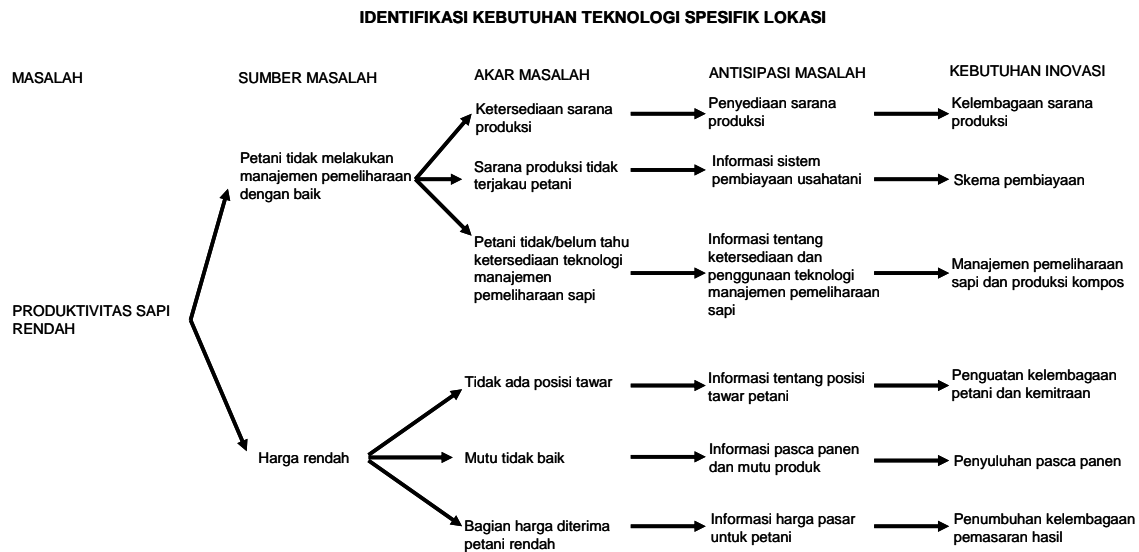 IDENTIFIKASI KEBUTUHAN TEKNOLOGI SPESIFIK LOKASI
MASALAH
SUMBER MASALAH
AKAR MASALAH
ANTISIPASI MASALAH
KEBUTUHAN INOVASI
PRODUKTIVITAS SAPI
RENDAH
Petani tidak melakukan
manajemen pemeliharaan
dengan baik
Ketersediaan sarana
produksi
Penyediaan sarana
produksi
Kelembagaan sarana
produksi
Sarana produksi tidak
terjakau petani
Informasi sistem
pembiayaan usahatani
Skema pembiayaan
Petani tidak/belum tahu
ketersediaan teknologi
manajemen
pemeliharaan sapi
Informasi tentang
ketersediaan dan
penggunaan teknologi
manajemen pemeliharaan
sapi
Manajemen pemeliharaan
sapi dan produksi kompos
Harga rendah
Tidak ada posisi tawar
Informasi tentang posisi
tawar petani
Penguatan kelembagaan
petani dan kemitraan
Mutu tidak baik
Informasi pasca panen
dan mutu produk
Penyuluhan pasca panen
Bagian harga diterima
petani rendah
Informasi harga pasar
untuk petani
Penumbuhan kelembagaan
pemasaran hasil